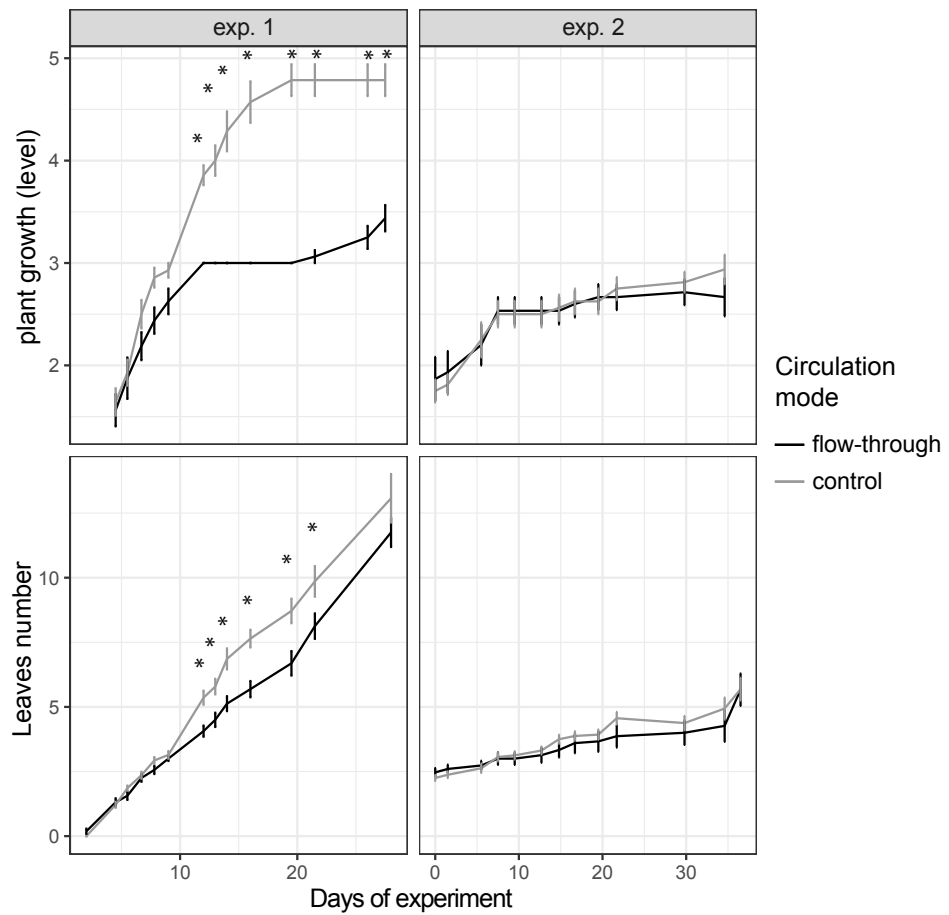 exp. 1
exp. 2
plant growth (level)
5
4
3
2
* * * * * * * *
Circulation
mode
flow-through
control
Leaves number
10
5
0
* * * * * *
10 20
0 10 20 30
Days of experiment